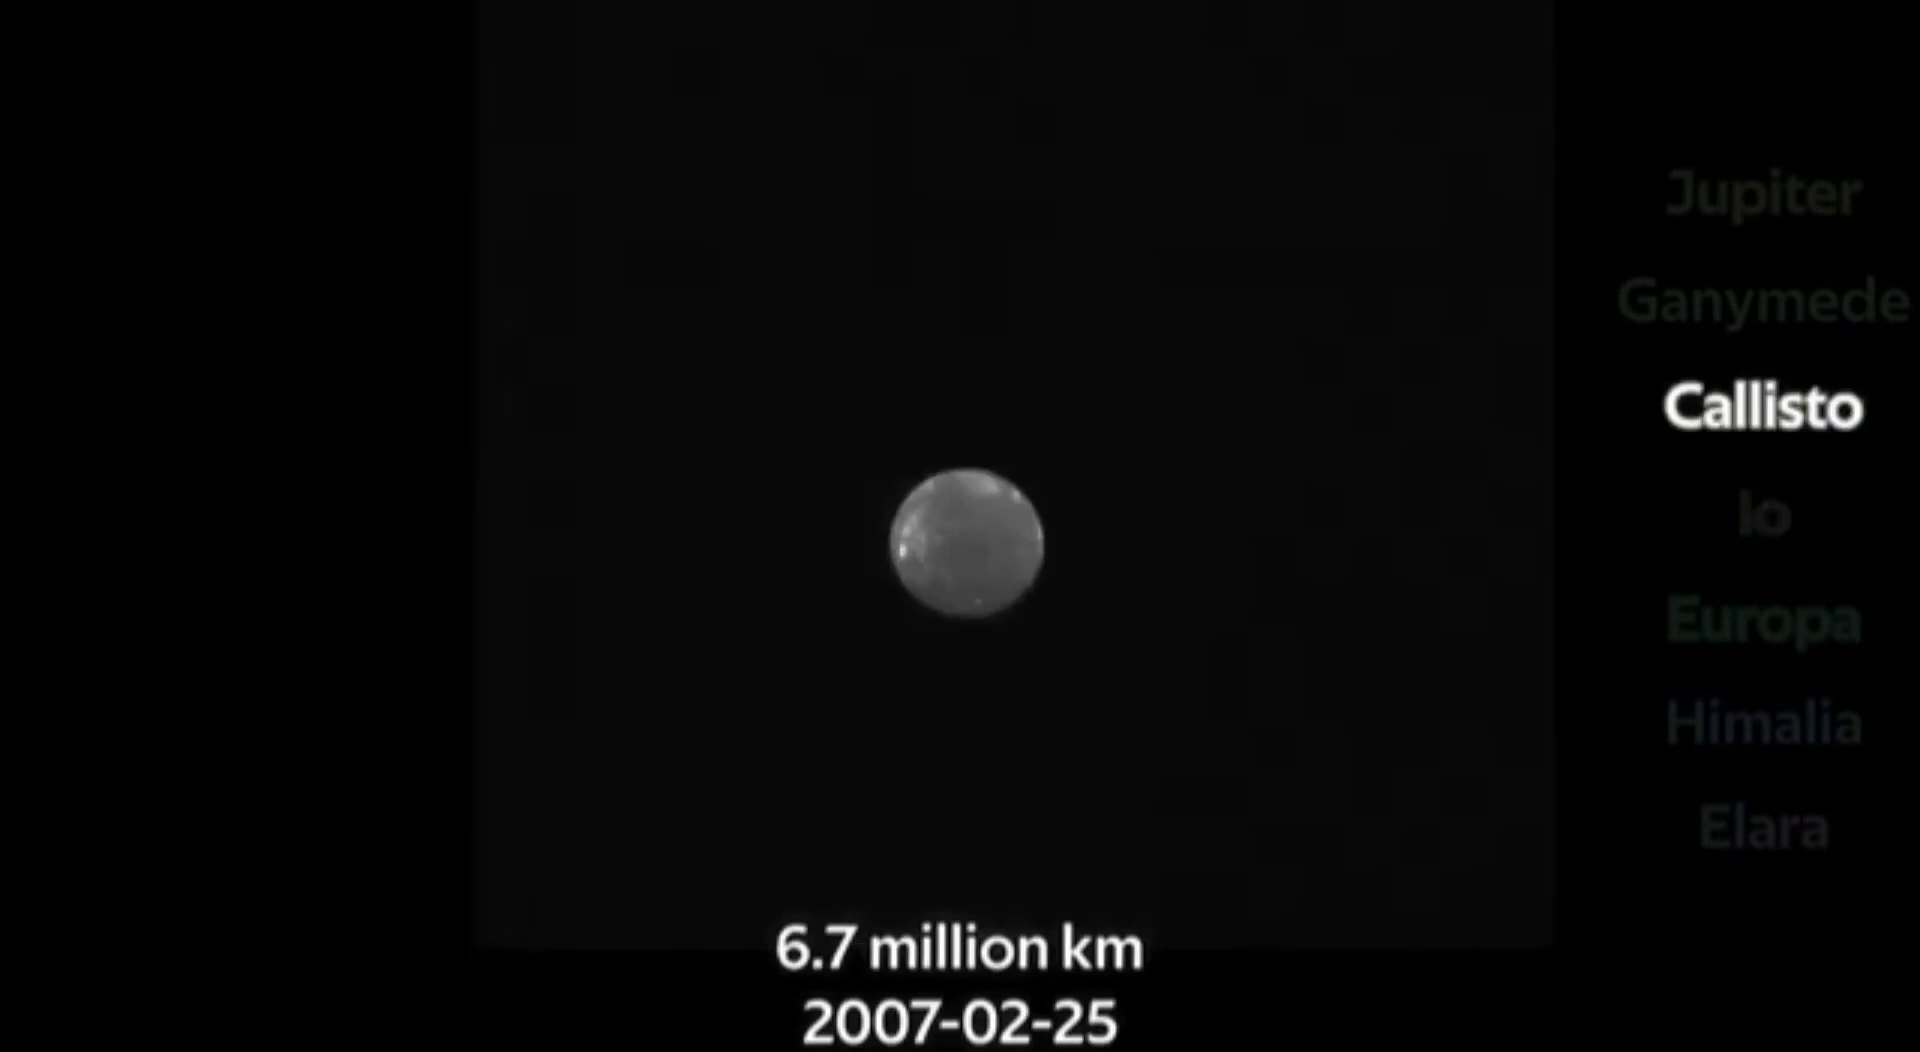 Jupiter
Ganymede
Callisto
Io
Europa
Himalia
Elara
6.7 million km
2007-02-25